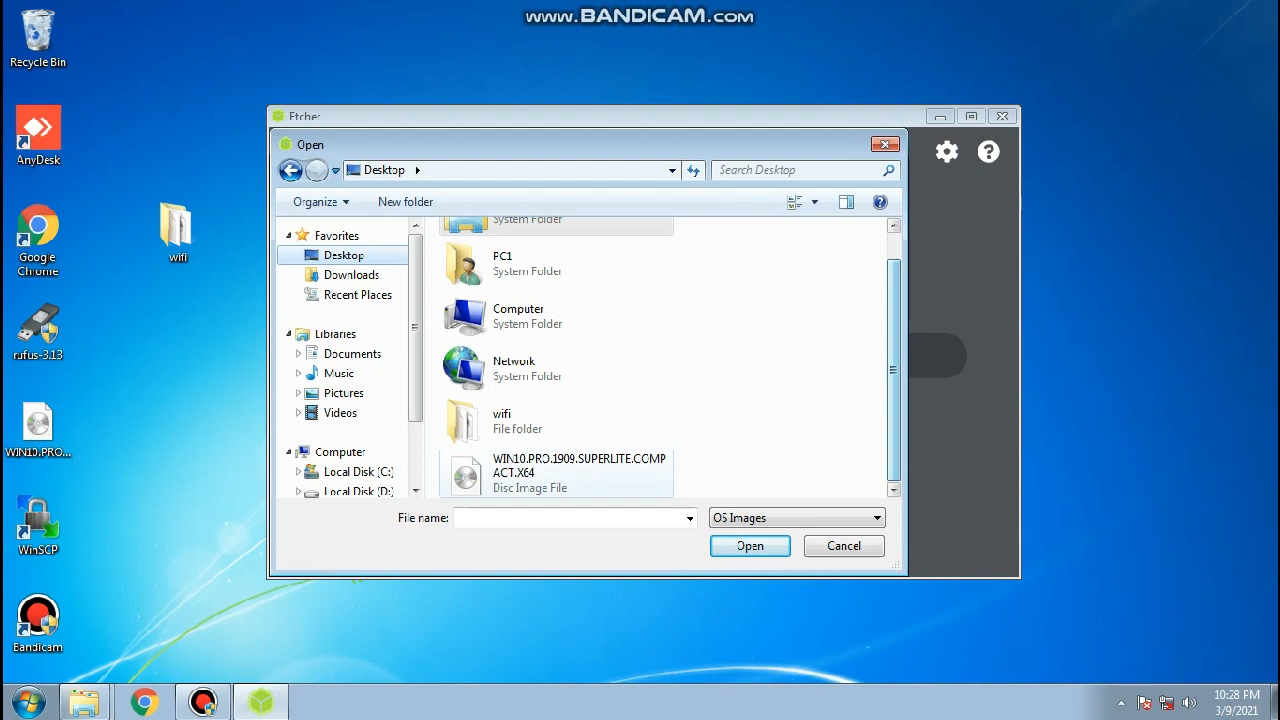 WWW.BANDICAM.COM
Recycle Bin
AnyDesk
Google
Chrome
wifi
rufus-3.13
WIN10.PRO...
WinSCP
Bandicam
Etcher
Open
Desktop
Search Desktop
Organize
New folder
Favorites
Desktop
Downloads
Recent Places
Libraries
Documents
Music
Pictures
Videos
Computer
Local Disk (C:)
Local Disk (D:)
System Folder
PC1
System Folder
Computer
System Folder
Network
System Folder
wifi
File folder
WIN10.PRO.1909.SUPERLITE.COMP
ACT.X64
Disc Image File
File name:
OS Images
Open
Cancel
10:28 PM
3/9/2021